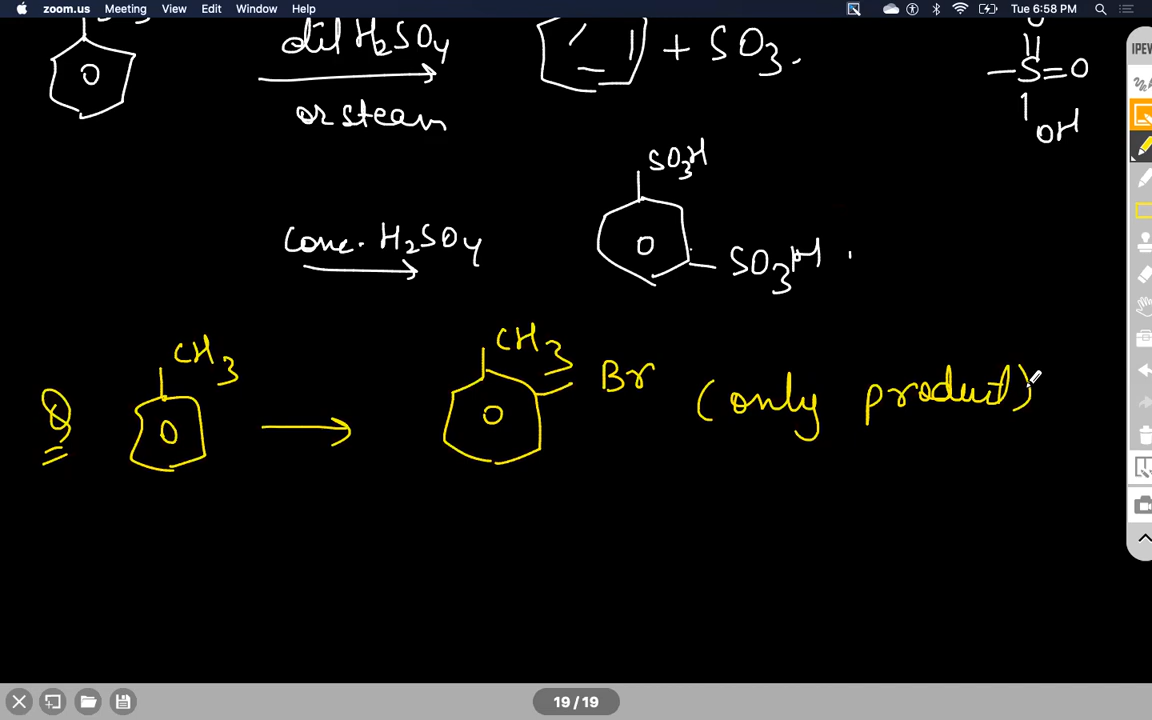 zoom.us Meeting View Edit Window Help Tue 6:58 PM
dil H2SO4
or steam
+ SO3.
S=O
OH
IPEV
SO3H
conc. H2SO4
SO3H .
Q CH3
CH3
Br (only product)
19 / 19